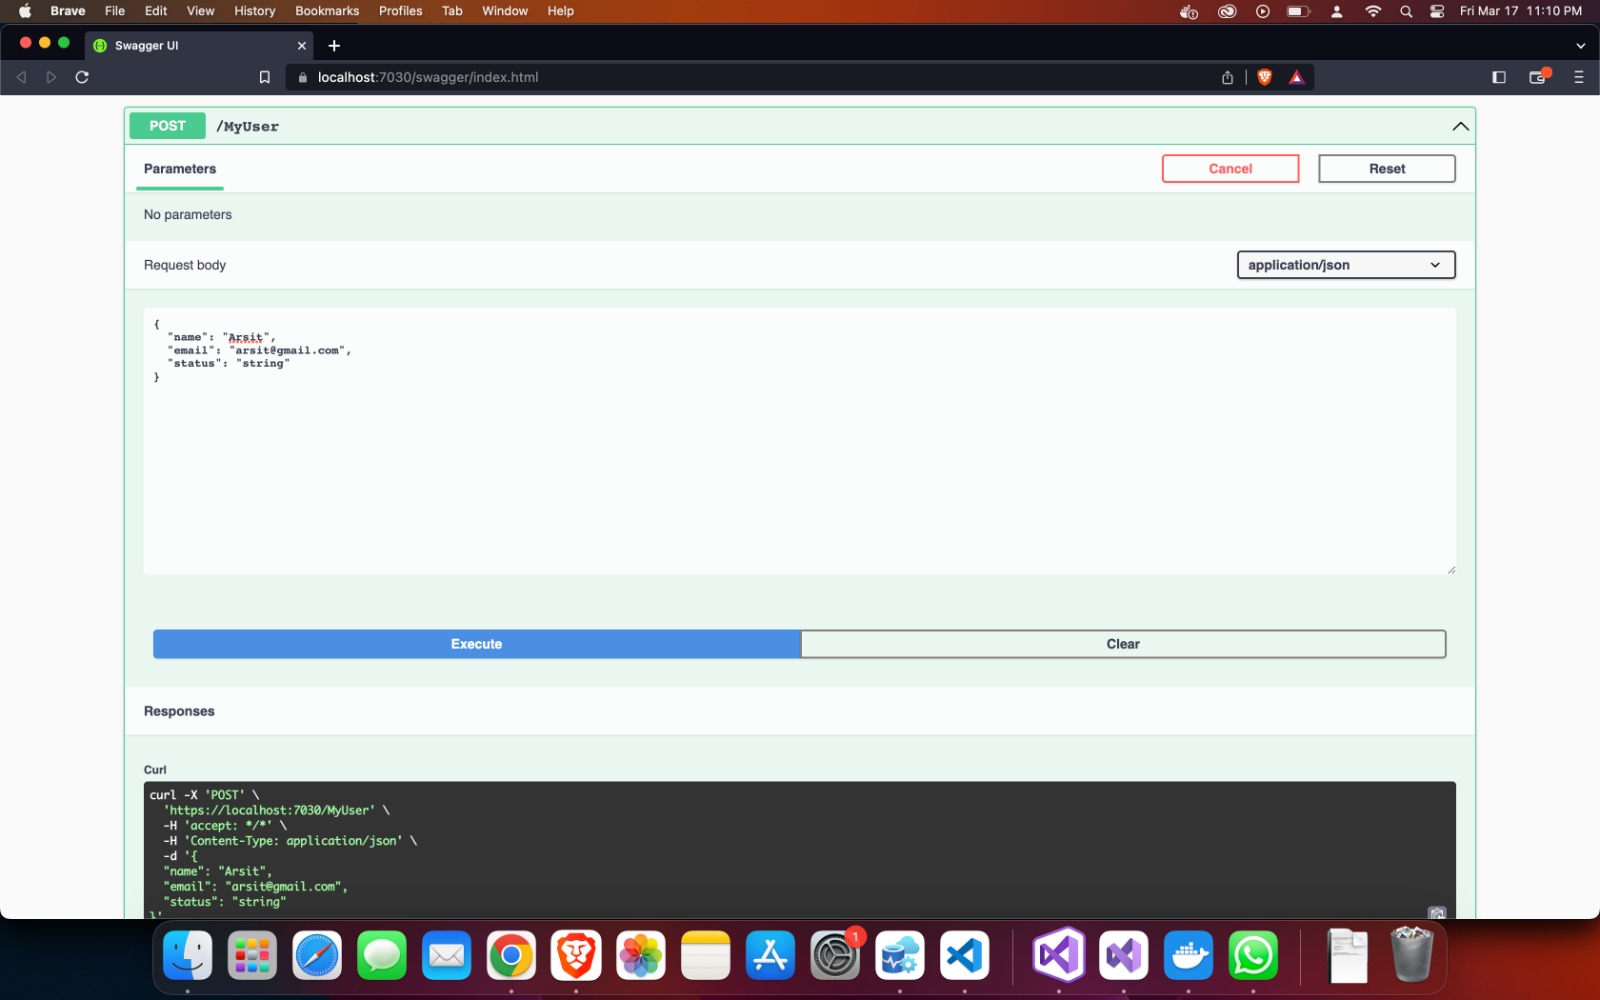 Brave File Edit View History Bookmarks Profiles Tab Window Help Fri Mar 17 11:10 PM
Swagger UI
localhost:7030/swagger/index.html
POST /MyUser
Parameters Cancel Reset
No parameters
Request body application/json
{
"name": "Arsit",
"email": "arsit@gmail.com",
"status": "string"
}
Execute Clear
Responses
Curl
curl -X 'POST' \
'https://localhost:7030/MyUser' \
-H 'accept: */*' \
-H 'Content-Type: application/json' \
-d '{
"name": "Arsit",
"email": "arsit@gmail.com",
"status": "string"
}'
1